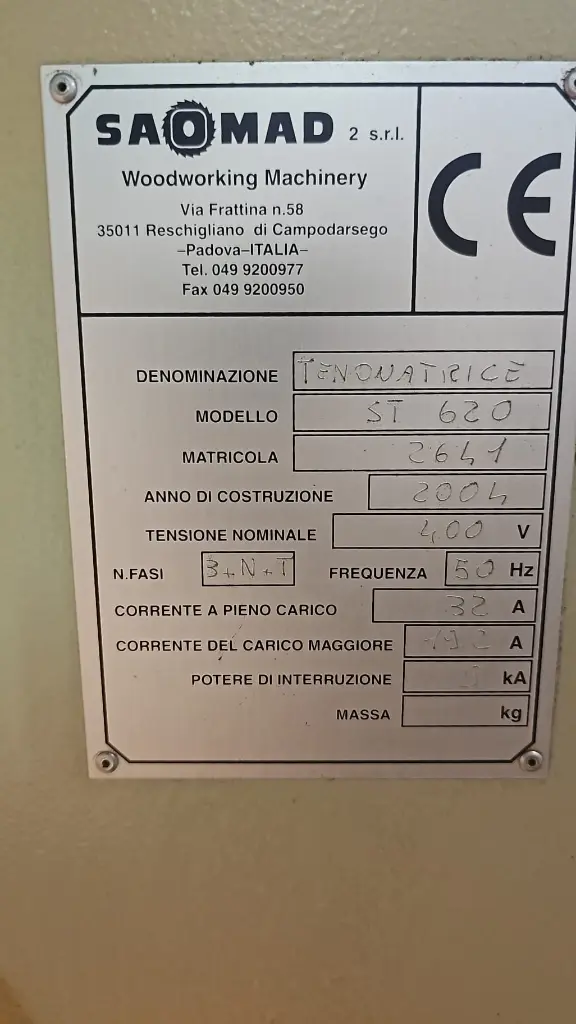 SAOMAD 2 s.r.l.
Woodworking Machinery
Via Frattina n.58
35011 Reschigliano di Campodarsego
-Padova-ITALIA-
Tel. 049 9200977
Fax 049 9200950
CE
DENOMINAZIONE TENONATRICE
MODELLO ST 620
MATRICOLA 2641
ANNO DI COSTRUZIONE 2004
TENSIONE NOMINALE 400 V
N.FASI 3+N+T FREQUENZA 50 Hz
CORRENTE A PIENO CARICO 32 A
CORRENTE DEL CARICO MAGGIORE A
POTERE DI INTERRUZIONE kA
MASSA kg